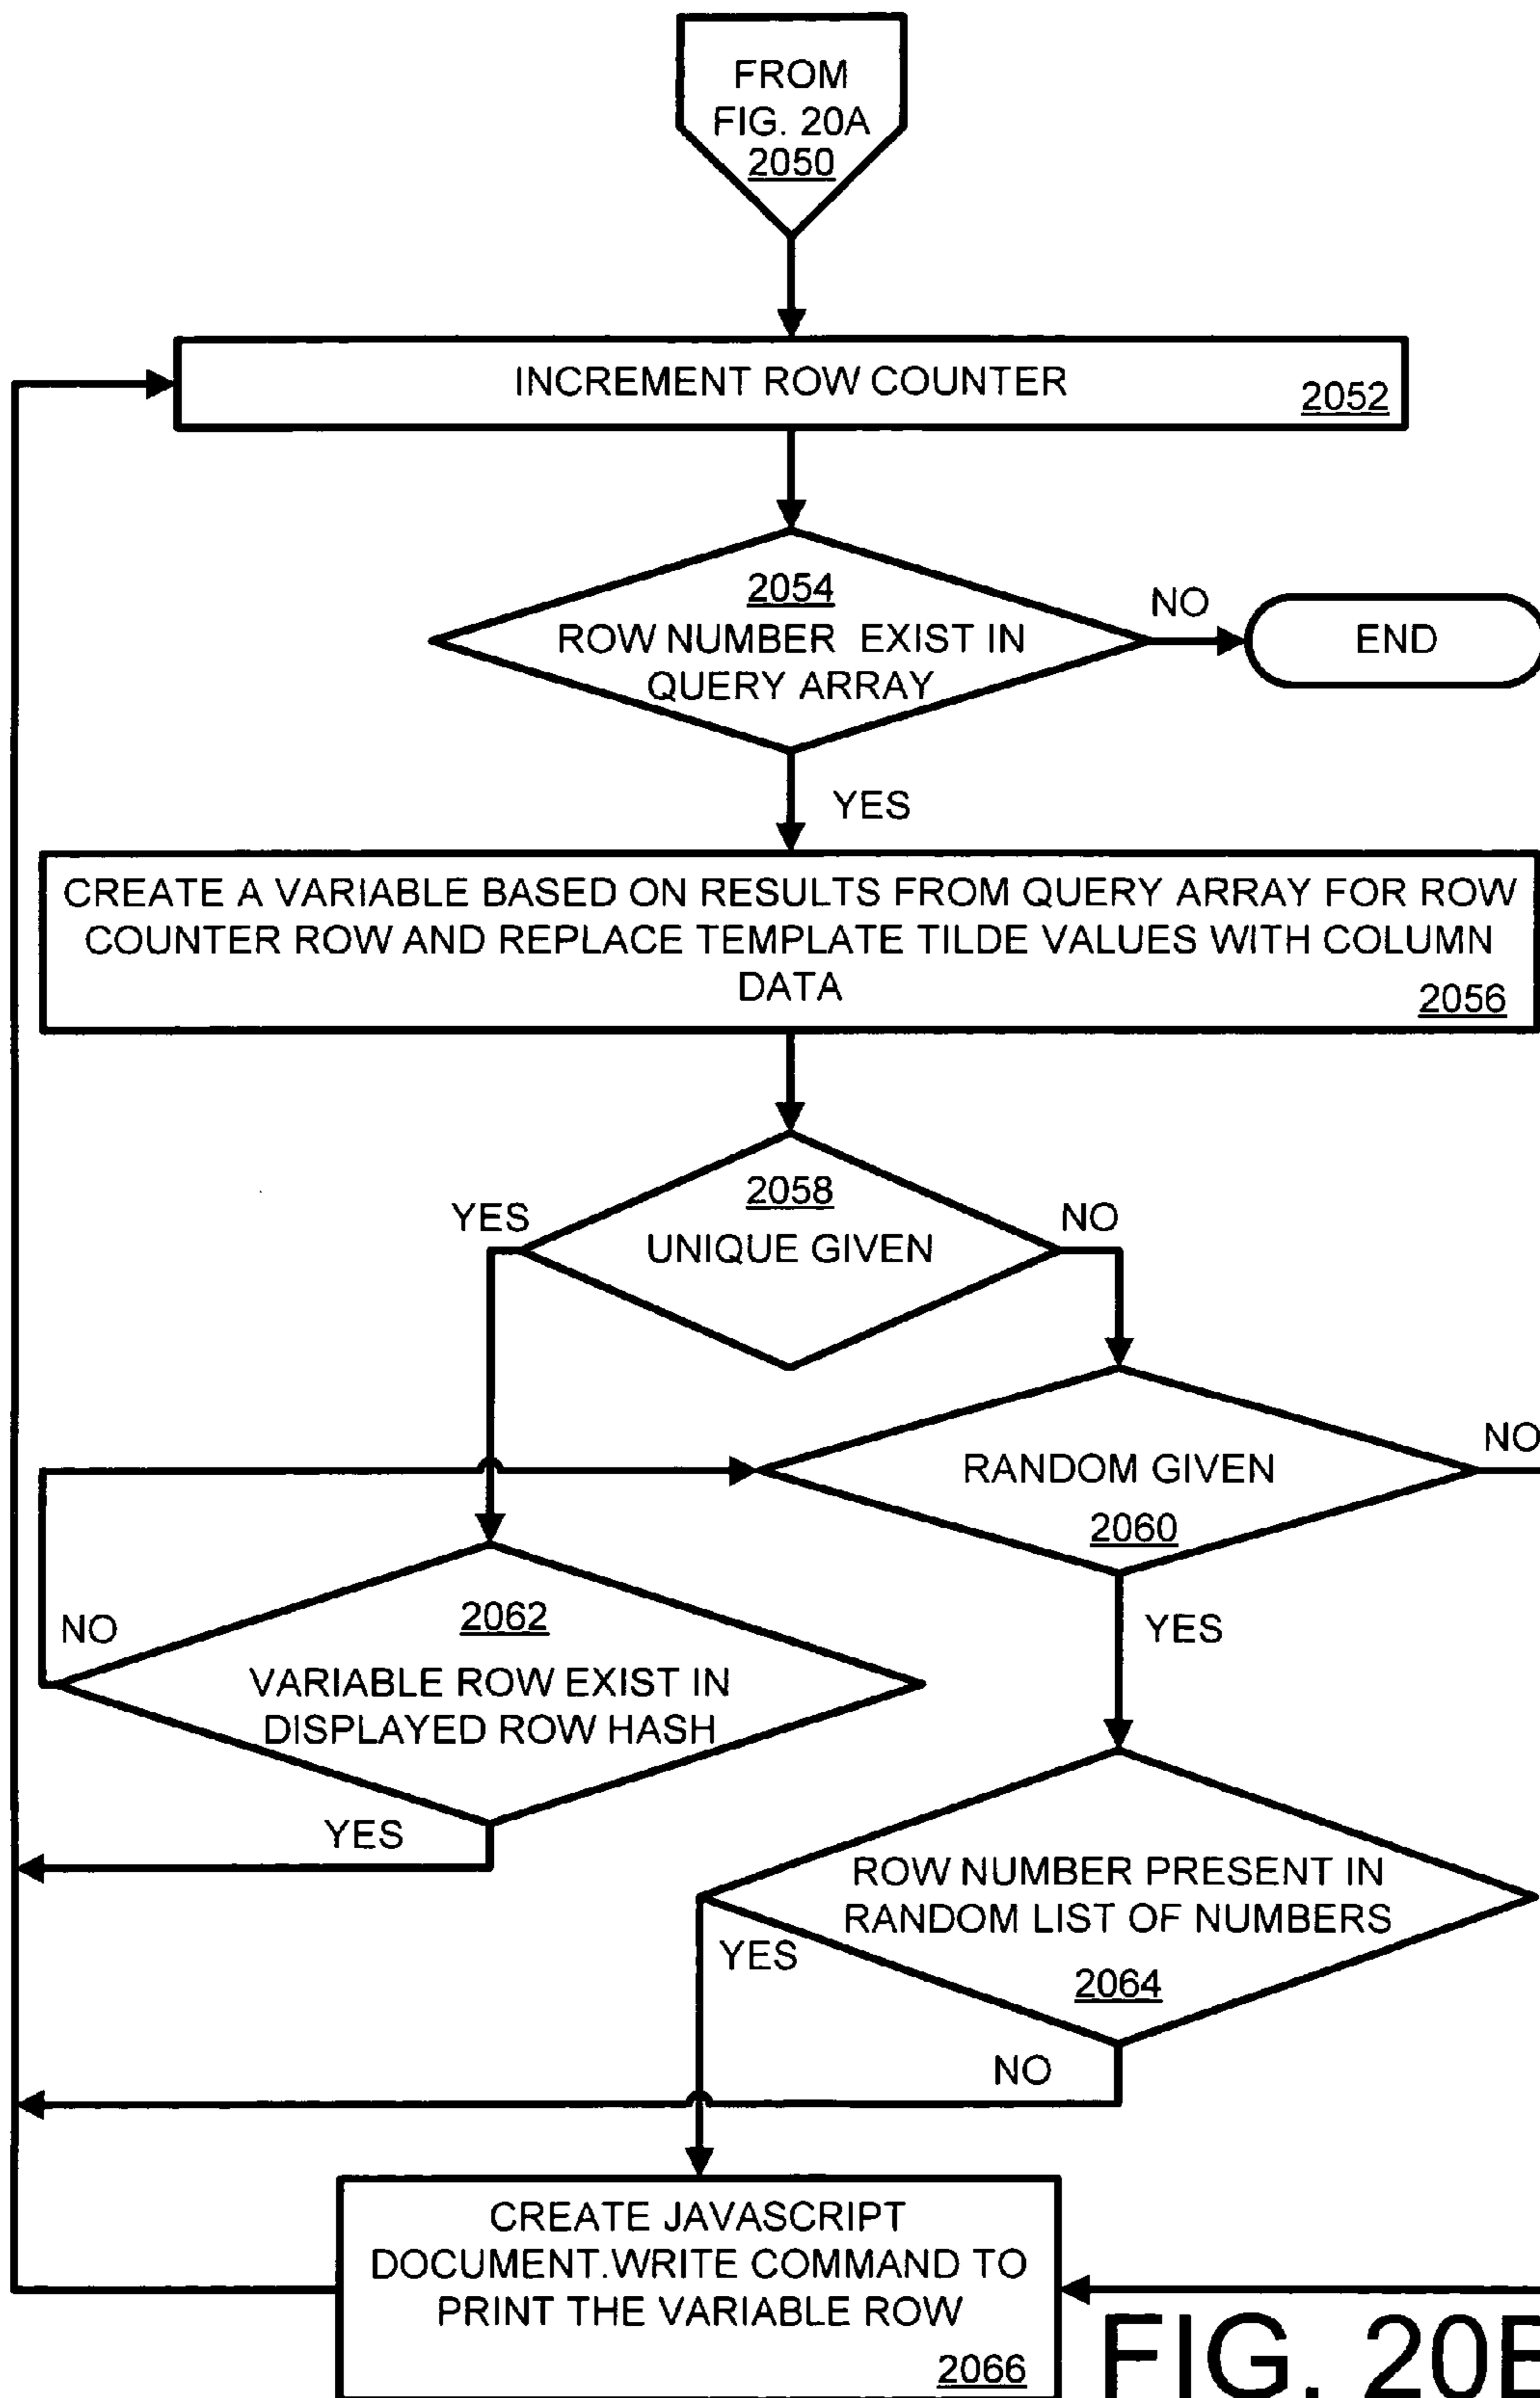 FROM
FIG. 20A
2050
INCREMENT ROW COUNTER
2052
2054
ROW NUMBER EXIST IN
QUERY ARRAY
NO
END
YES
CREATE A VARIABLE BASED ON RESULTS FROM QUERY ARRAY FOR ROW
COUNTER ROW AND REPLACE TEMPLATE TILDE VALUES WITH COLUMN
DATA
2056
YES
2058
UNIQUE GIVEN
NO
RANDOM GIVEN
2060
NO
YES
NO
2062
VARIABLE ROW EXIST IN
DISPLAYED ROW HASH
YES
ROW NUMBER PRESENT IN
RANDOM LIST OF NUMBERS
2064
YES
NO
CREATE JAVASCRIPT
DOCUMENT.WRITE COMMAND TO
PRINT THE VARIABLE ROW
2066
FIG. 20B